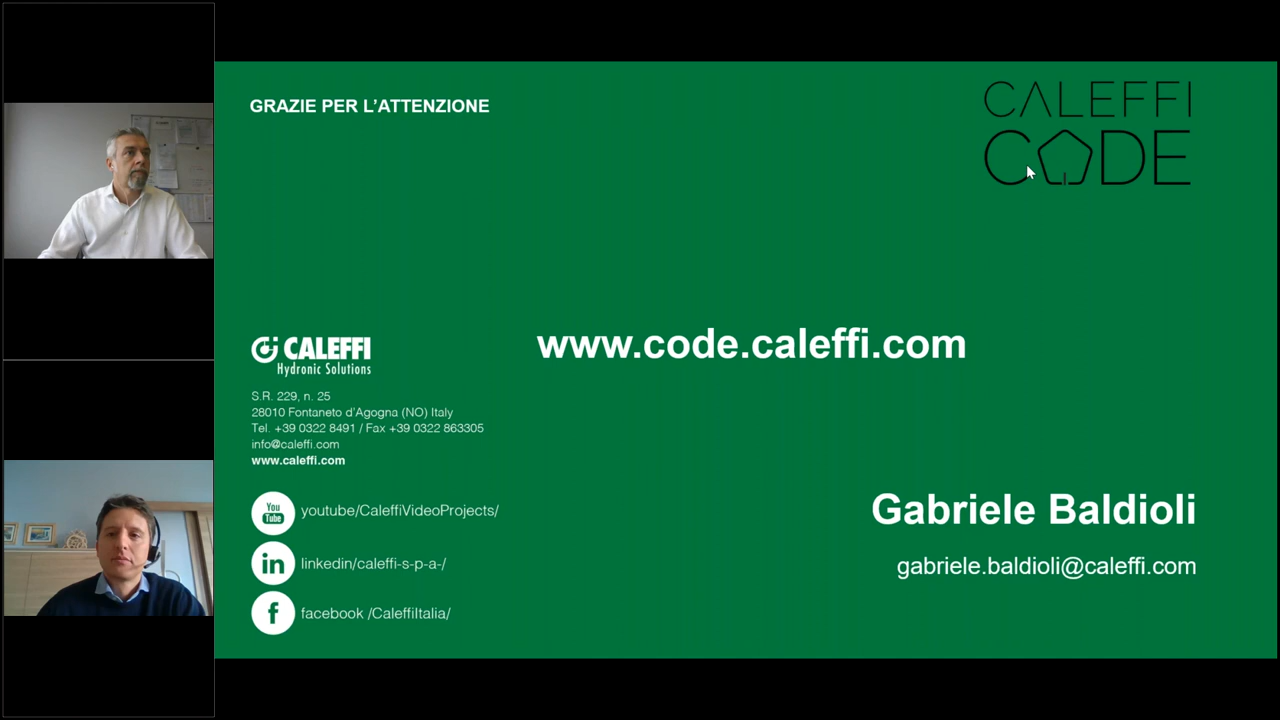 GRAZIE PER L'ATTENZIONE
CALEFFI
CODE
www.code.caleffi.com
CALEFFI
Hydronic Solutions
S.R. 229, n. 25
28010 Fontaneto d'Agogna (NO) Italy
Tel. +39 0322 8491 / Fax +39 0322 863305
info@caleffi.com
www.caleffi.com
You
Tube
youtube/CaleffiVideoProjects/
in
linkedin/caleffi-s-p-a-/
f
facebook /CaleffiItalia/
Gabriele Baldioli
gabriele.baldioli@caleffi.com